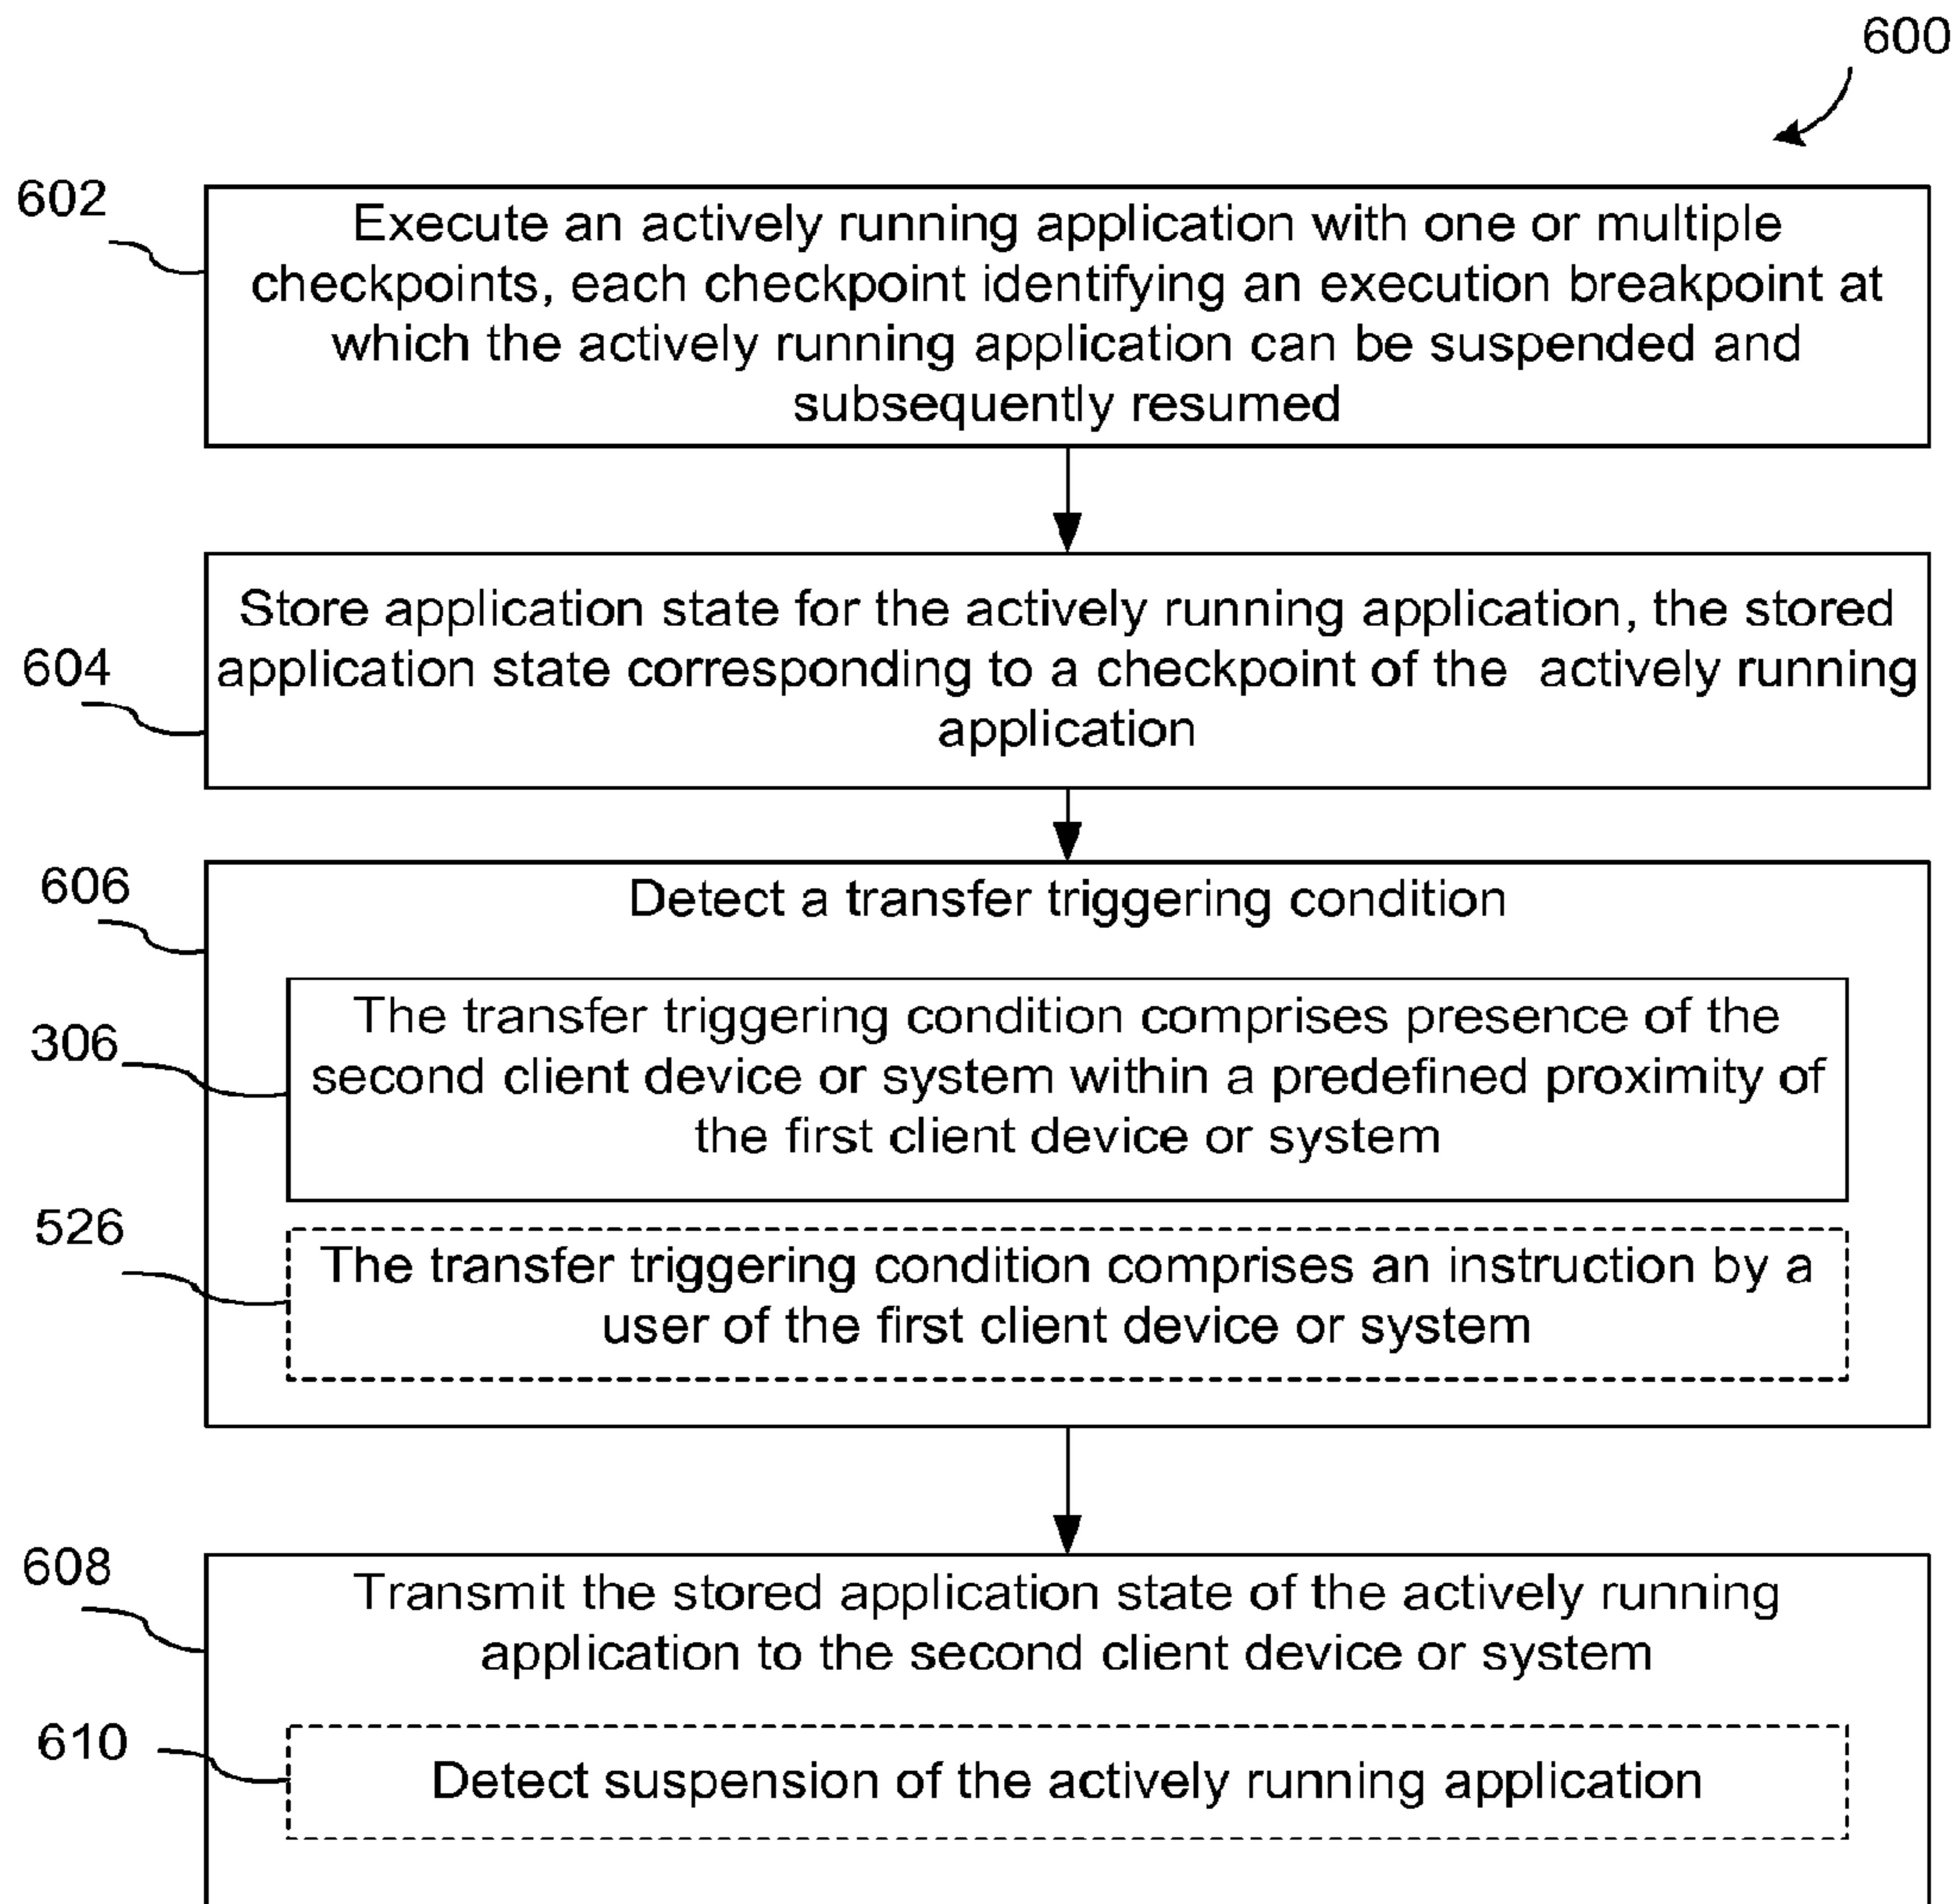 600
602
Execute an actively running application with one or multiple
checkpoints, each checkpoint identifying an execution breakpoint at
which the actively running application can be suspended and
subsequently resumed
604
Store application state for the actively running application, the stored
application state corresponding to a checkpoint of the actively running
application
606
Detect a transfer triggering condition
306
The transfer triggering condition comprises presence of the
second client device or system within a predefined proximity of
the first client device or system
526
The transfer triggering condition comprises an instruction by a
user of the first client device or system
608
Transmit the stored application state of the actively running
application to the second client device or system
610
Detect suspension of the actively running application